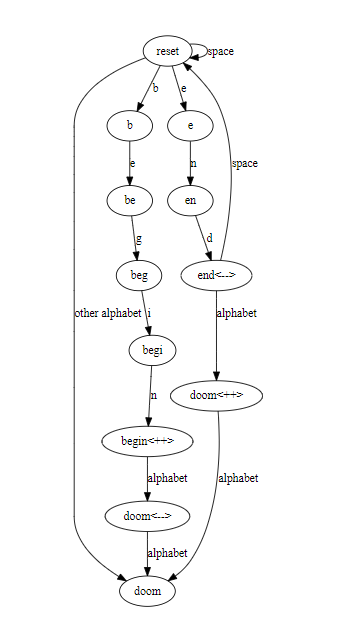 reset
space
b
e
b
e
e
n
space
be
en
g
d
beg
end<-->
other alphabet
i
alphabet
begi
n
doom<++>
begin<++>
alphabet
alphabet
doom<-->
alphabet
doom